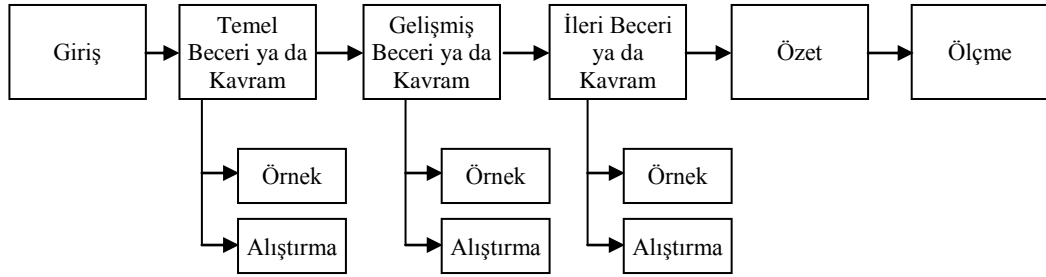 Giriş
Temel
Beceri ya da
Kavram
Gelişmiş
Beceri ya da
Kavram
İleri Beceri
ya da
Kavram
Özet
Ölçme
Örnek
Örnek
Örnek
Alıştırma
Alıştırma
Alıştırma